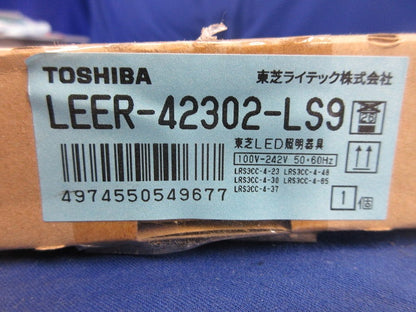 TOSHIBA
東芝ライテック株式会社
LEER-42302-LS9
東芝LED照明器具
100V-242V 50・60Hz
LRS3CC-4-23 LRS3CC-4-48
LRS3CC-4-30 LRS3CC-4-65
LRS3CC-4-37
4974550549677
1個